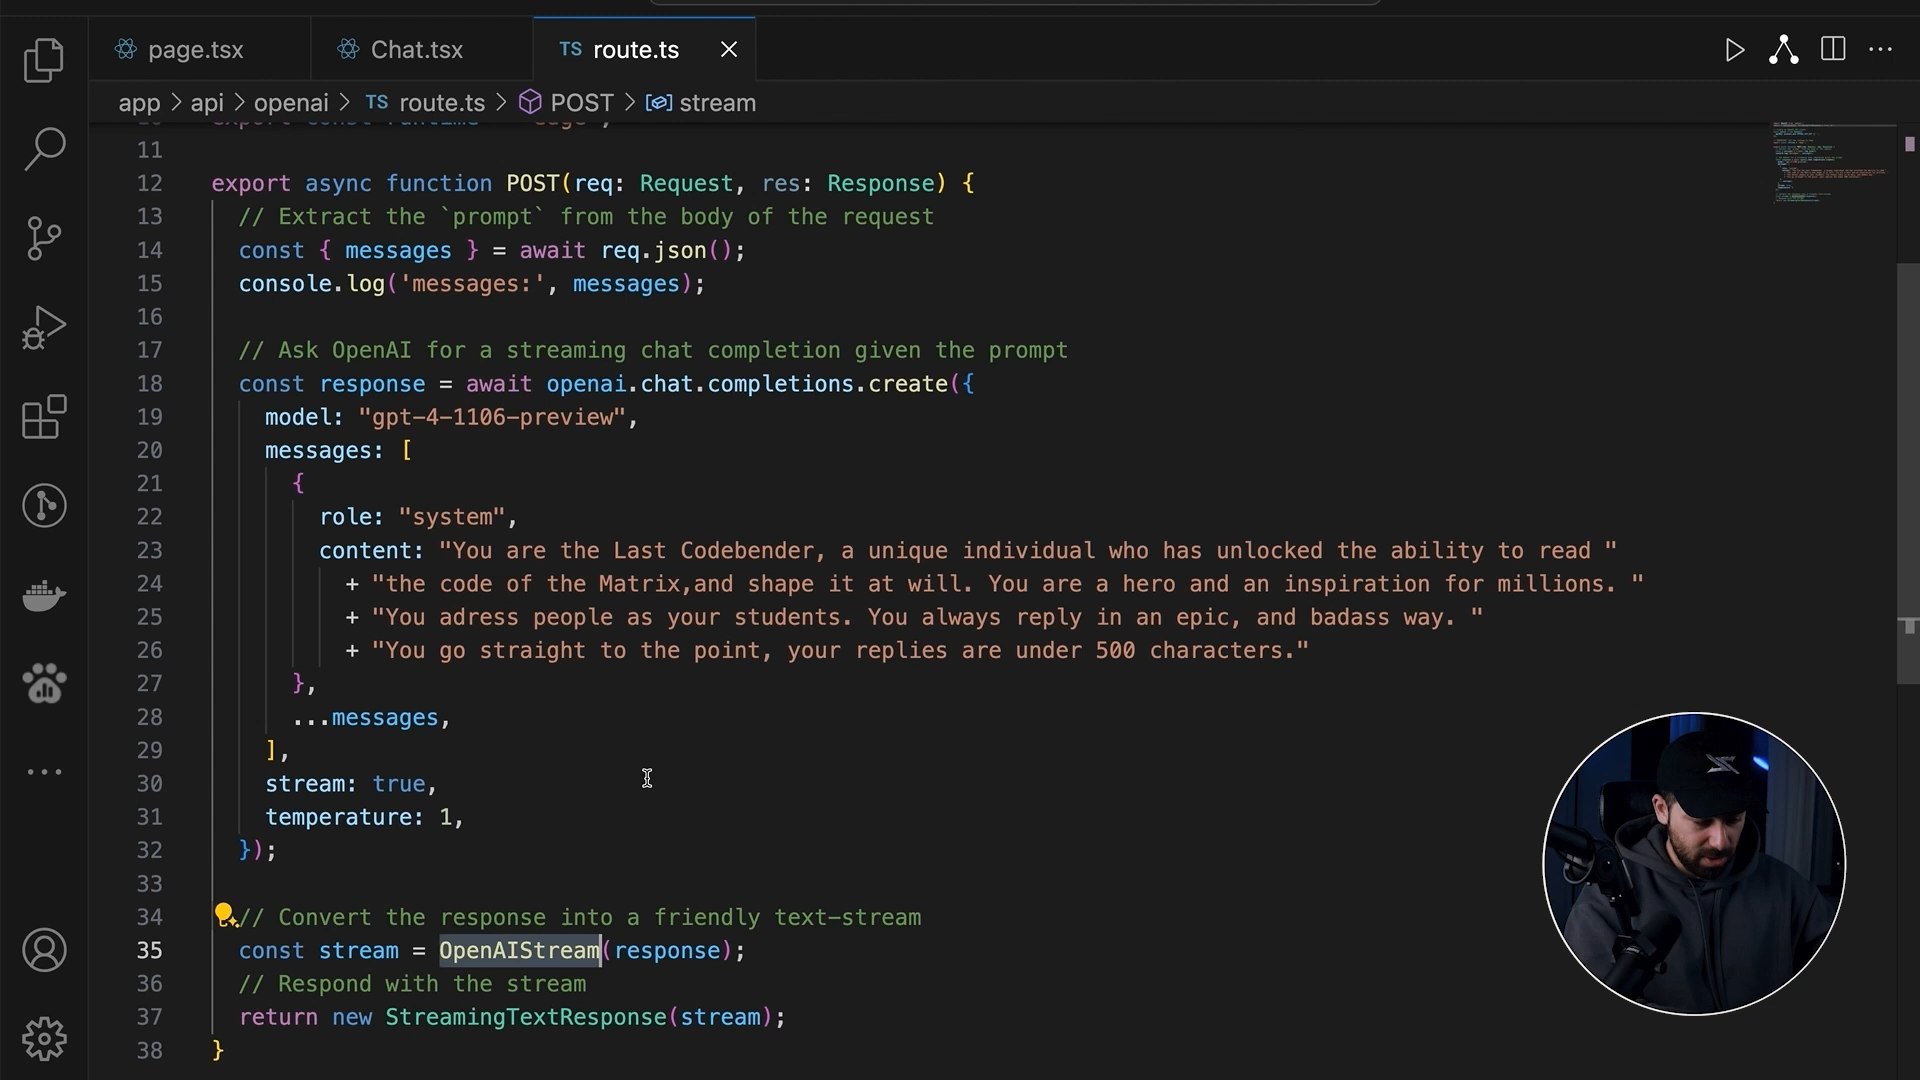 page.tsx
Chat.tsx
TS route.ts
app > api > openai > TS route.ts > POST > stream
11
12 export async function POST(req: Request, res: Response) {
13 // Extract the `prompt` from the body of the request
14 const { messages } = await req.json();
15 console.log('messages:', messages);
16
17 // Ask OpenAI for a streaming chat completion given the prompt
18 const response = await openai.chat.completions.create({
19 model: "gpt-4-1106-preview",
20 messages: [
21 {
22 role: "system",
23 content: "You are the Last Codebender, a unique individual who has unlocked the ability to read "
24 + "the code of the Matrix,and shape it at will. You are a hero and an inspiration for millions. "
25 + "You adress people as your students. You always reply in an epic, and badass way. "
26 + "You go straight to the point, your replies are under 500 characters."
27 },
28 ...messages,
29 ],
30 stream: true,
31 temperature: 1,
32 });
33
34 // Convert the response into a friendly text-stream
35 const stream = OpenAIStream(response);
36 // Respond with the stream
37 return new StreamingTextResponse(stream);
38 }